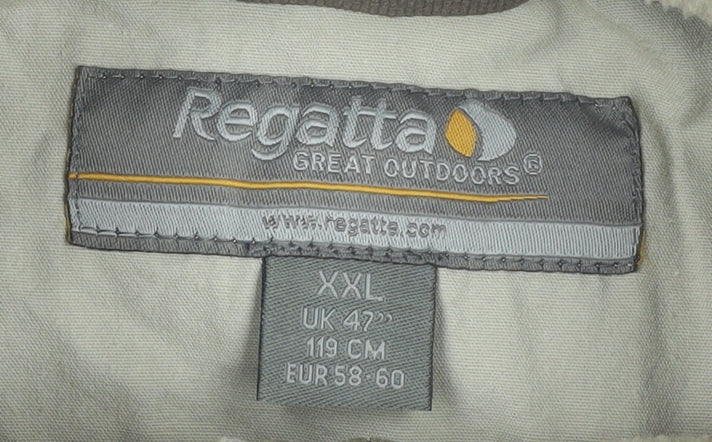 Regatta
GREAT OUTDOORS®
www.regatta.com
XXL
UK 47"
119 CM
EUR 58-60